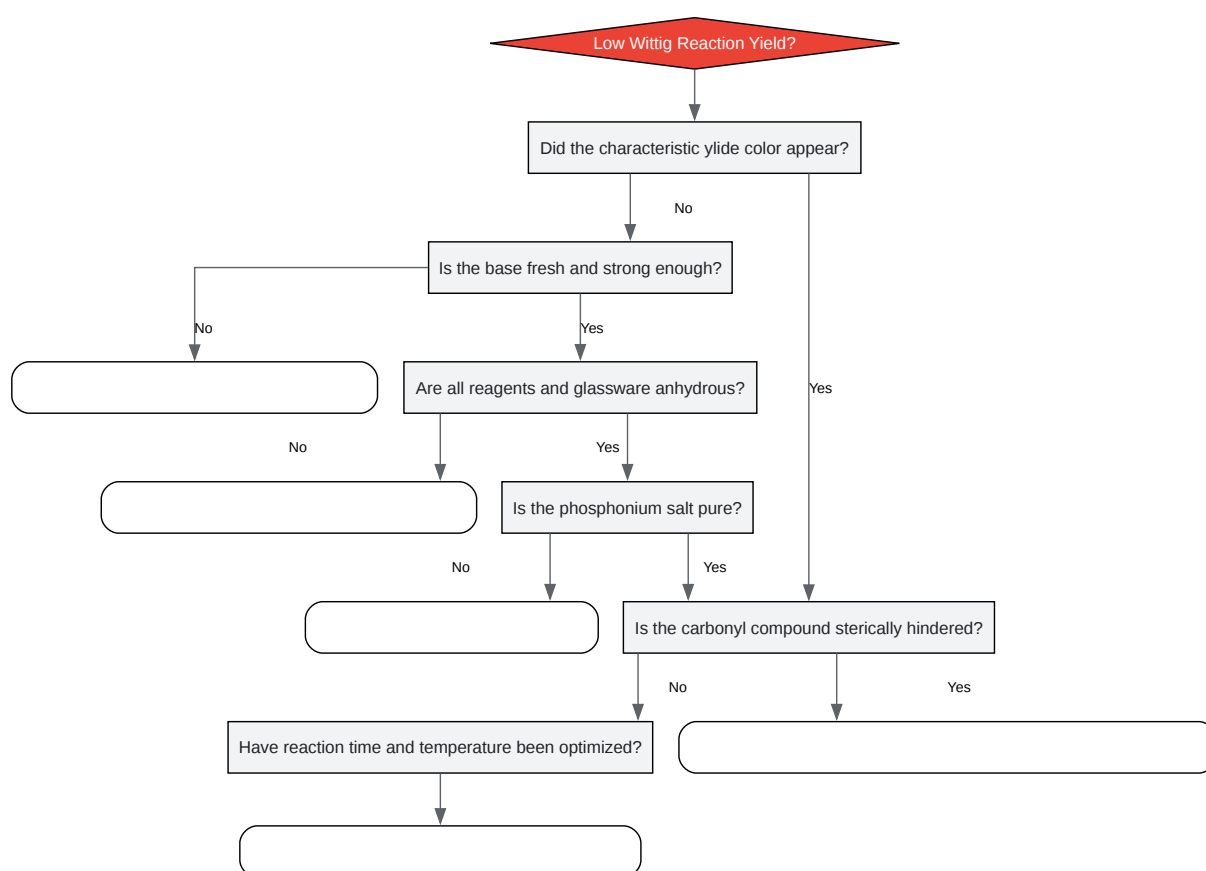 Low Wittig Reaction Yield?
Did the characteristic ylide color appear?
No
Is the base fresh and strong enough?
No
Yes
Are all reagents and glassware anhydrous?
Yes
No
Yes
Is the phosphonium salt pure?
No
Yes
Is the carbonyl compound sterically hindered?
No
Yes
Have reaction time and temperature been optimized?